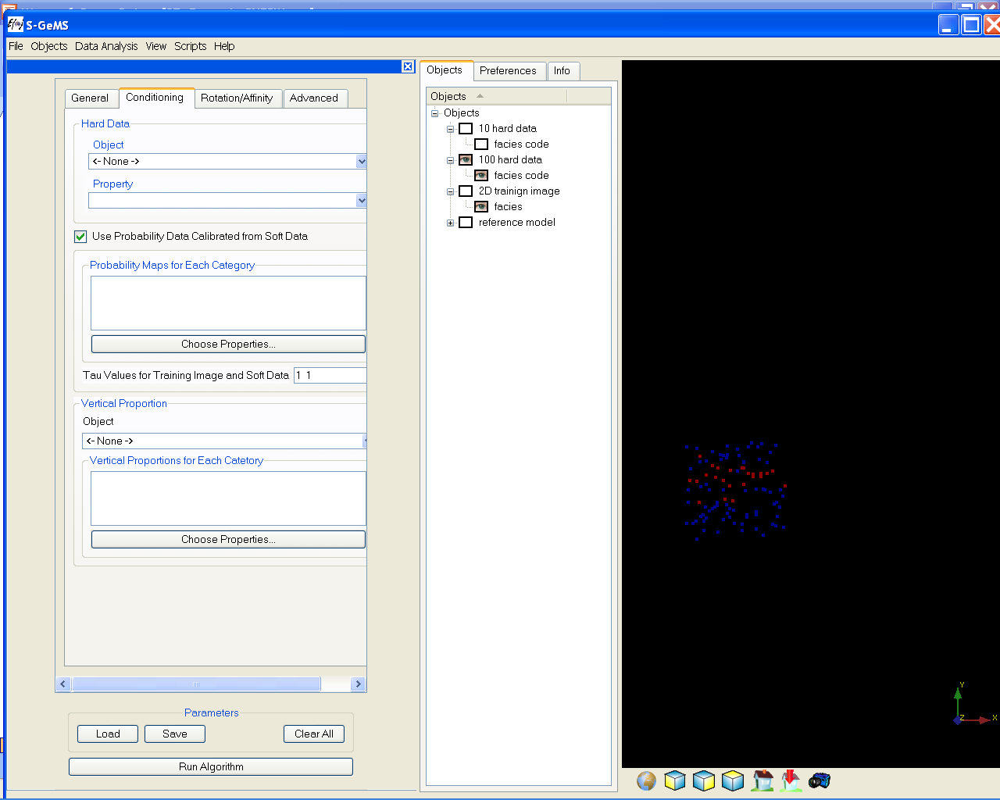 S-GeMS
File Objects Data Analysis View Scripts Help
General Conditioning Rotation/Affinity Advanced
Hard Data
Object
<- None ->
Property
Use Probability Data Calibrated from Soft Data
Probability Maps for Each Category
Choose Properties...
Tau Values for Training Image and Soft Data 1 1
Vertical Proportion
Object
<- None ->
Vertical Proportions for Each Catetory
Choose Properties...
Parameters
Load Save Clear All
Run Algorithm
Objects Preferences Info
Objects
Objects
10 hard data
facies code
100 hard data
facies code
2D trainign image
facies
reference model
Y
Z X